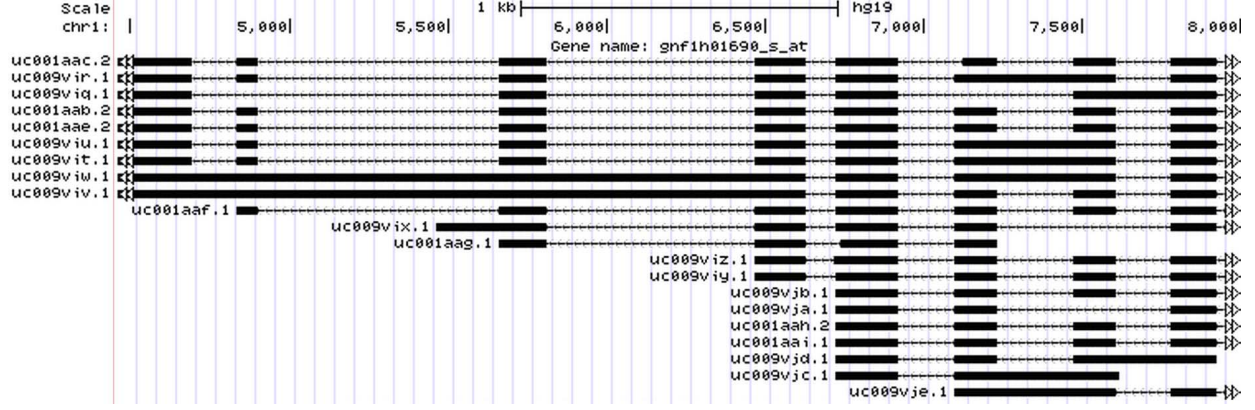 Scale 1 kb hg19
chr1: 5,000 5,500 6,000 6,500 7,000 7,500 8,000
Gene name: gnf1h01690_s_at
uc001aac.2
uc009vir.1
uc009viq.1
uc001aab.2
uc001aae.2
uc009viu.1
uc009vit.1
uc009viw.1
uc009viv.1
uc001aaf.1
uc009vix.1
uc001aag.1
uc009viz.1
uc009viy.1
uc009vjb.1
uc009vja.1
uc001aah.2
uc001aai.1
uc009vjd.1
uc009vjc.1
uc009vje.1